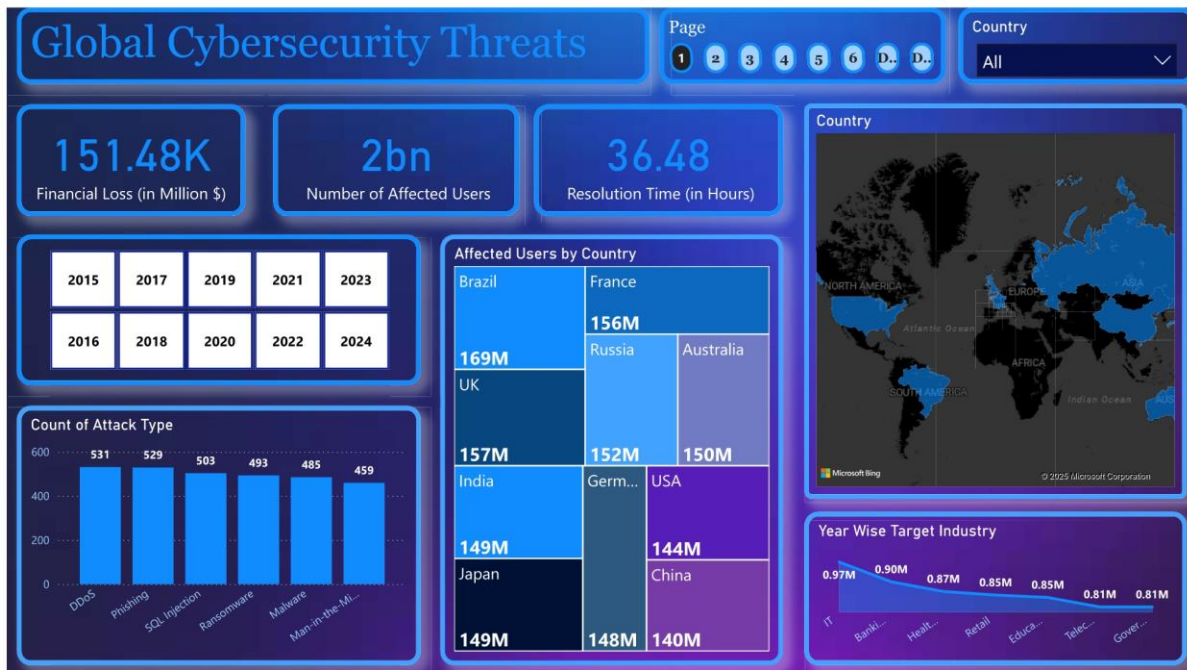 Global Cybersecurity Threats
Page
1 2 3 4 5 6 D.. D..
Country
All
151.48K
Financial Loss (in Million $)
2bn
Number of Affected Users
36.48
Resolution Time (in Hours)
Country
NORTH AMERICA
EUROPE
ASIA
Atlantic Ocean
AFRICA
SOUTH AMERICA
Indian Ocean
AUS
Microsoft Bing
© 2025 Microsoft Corporation
2015 2017 2019 2021 2023
2016 2018 2020 2022 2024
Affected Users by Country
Brazil
169M
France
156M
UK
157M
Russia
152M
Australia
150M
India
149M
Germ...
148M
USA
144M
Japan
149M
China
140M
Count of Attack Type
600
400
200
0
531 529 503 493 485 459
DDoS
Phishing
SQL Injection
Ransomware
Malware
Man-in-the-Mi...
Year Wise Target Industry
0.97M 0.90M 0.87M 0.85M 0.85M 0.81M 0.81M
IT
Banki...
Healt...
Retail
Educa...
Telec...
Gover...